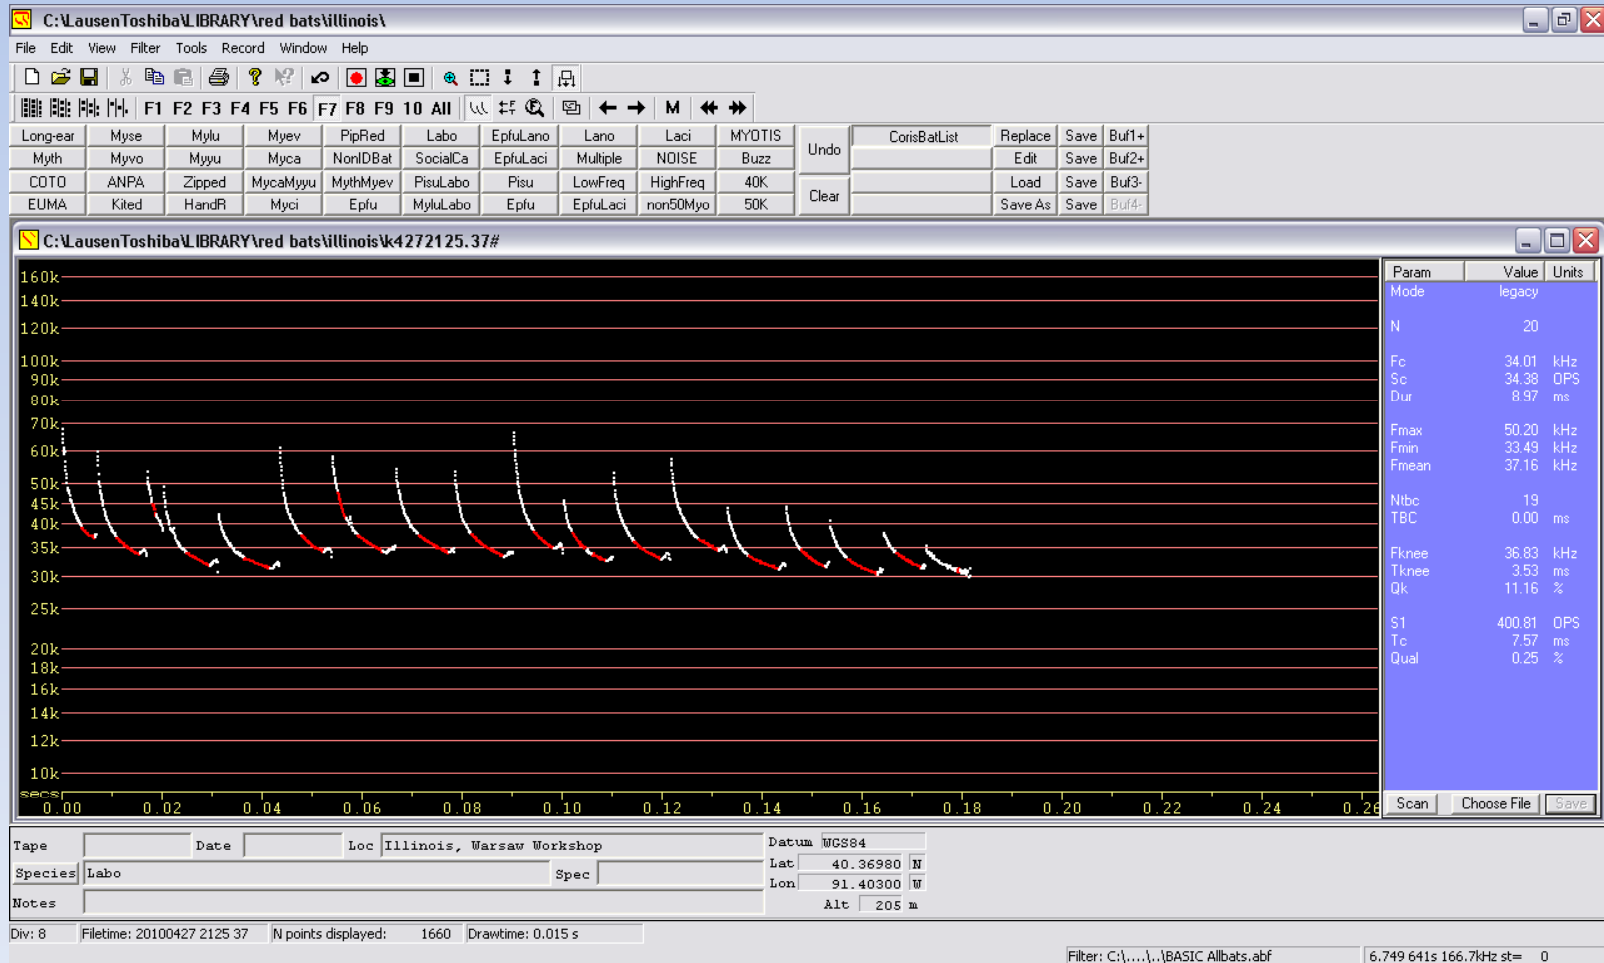 C:\LausenToshiba\LIBRARY\red bats\illinois\
File Edit View Filter Tools Record Window Help
F1 F2 F3 F4 F5 F6 F7 F8 F9 10 All M
Long-ear Myse Mylu Myev PipRed Labo EpfuLano Lano Laci MYOTIS Undo CorisBatList Replace Save Buf1+
Myth Myvo Myyu Myca NonIDBat SocialCa EpfuLaci Multiple NOISE Buzz Edit Save Buf2+
COTO ANPA Zipped MycaMyyu MythMyev PisuLabo Pisu LowFreq HighFreq 40K Clear Load Save Buf3-
EUMA Kited HandR Myci Epfu MyluLabo Epfu EpfuLaci non50Myo 50K Save As Save Buf4-
C:\LausenToshiba\LIBRARY\red bats\illinois\k4272125.37#
160k
140k
120k
100k
90k
80k
70k
60k
50k
45k
40k
35k
30k
25k
20k
18k
16k
14k
12k
10k
secs
0.00 0.02 0.04 0.06 0.08 0.10 0.12 0.14 0.16 0.18 0.20 0.22 0.24 0.26
Param Value Units
Mode legacy
N 20
Fc 34.01 kHz
Sc 34.38 OPS
Dur 8.97 ms
Fmax 50.20 kHz
Fmin 33.49 kHz
Fmean 37.16 kHz
Ntbc 19
TBC 0.00 ms
Fknee 36.83 kHz
Tknee 3.53 ms
Qk 11.16 %
S1 400.81 OPS
Tc 7.57 ms
Qual 0.25 %
Scan Choose File Save
Tape Date Loc Illinois, Warsaw Workshop Datum WGS84
Species Labo Spec Lat 40.36980 N
Lon 91.40300 W
Notes Alt 205 m
Div: 8 Filetime: 20100427 2125 37 N points displayed: 1660 Drawtime: 0.015 s
Filter: C:\....\..\BASIC Allbats.abf 6.749 641s 166.7kHz st= 0